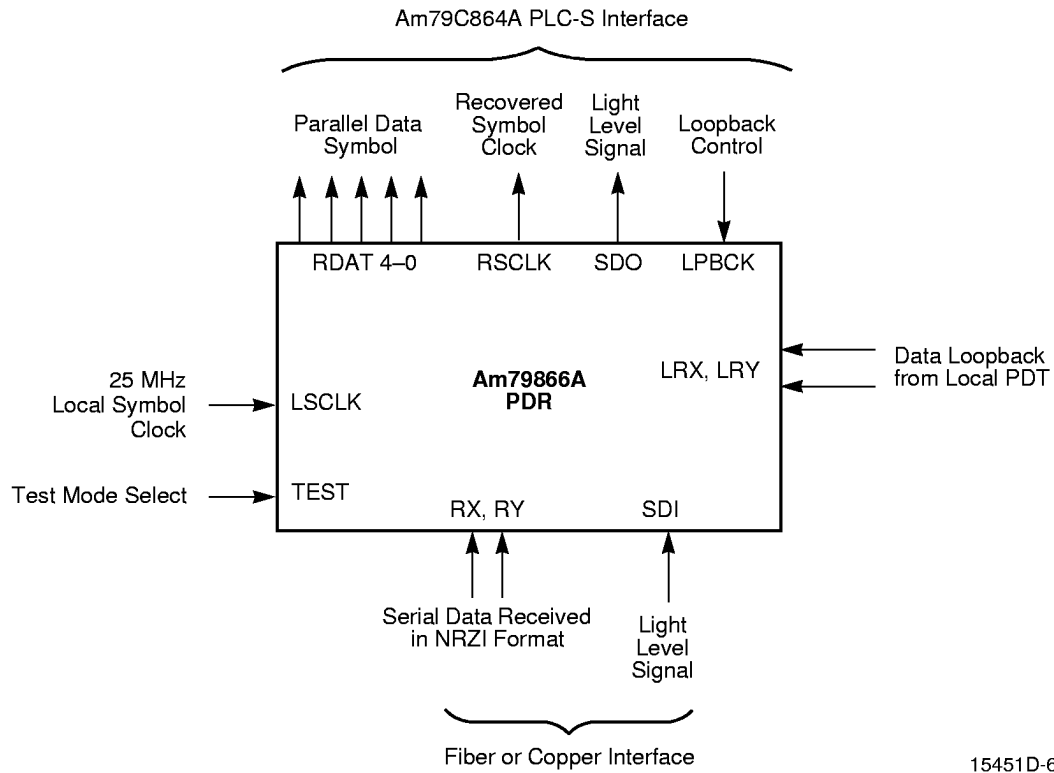 Am79C864A PLC-S Interface
Parallel Data
Symbol
Recovered
Symbol
Clock
Light
Level
Signal
Loopback
Control
RDAT 4–0
RSCLK
SDO
LPBCK
LRX, LRY
Data Loopback
from Local PDT
25 MHz
Local Symbol
Clock
LSCLK
Am79866A
PDR
Test Mode Select
TEST
RX, RY
SDI
Serial Data Received
in NRZI Format
Light
Level
Signal
Fiber or Copper Interface
15451D-6